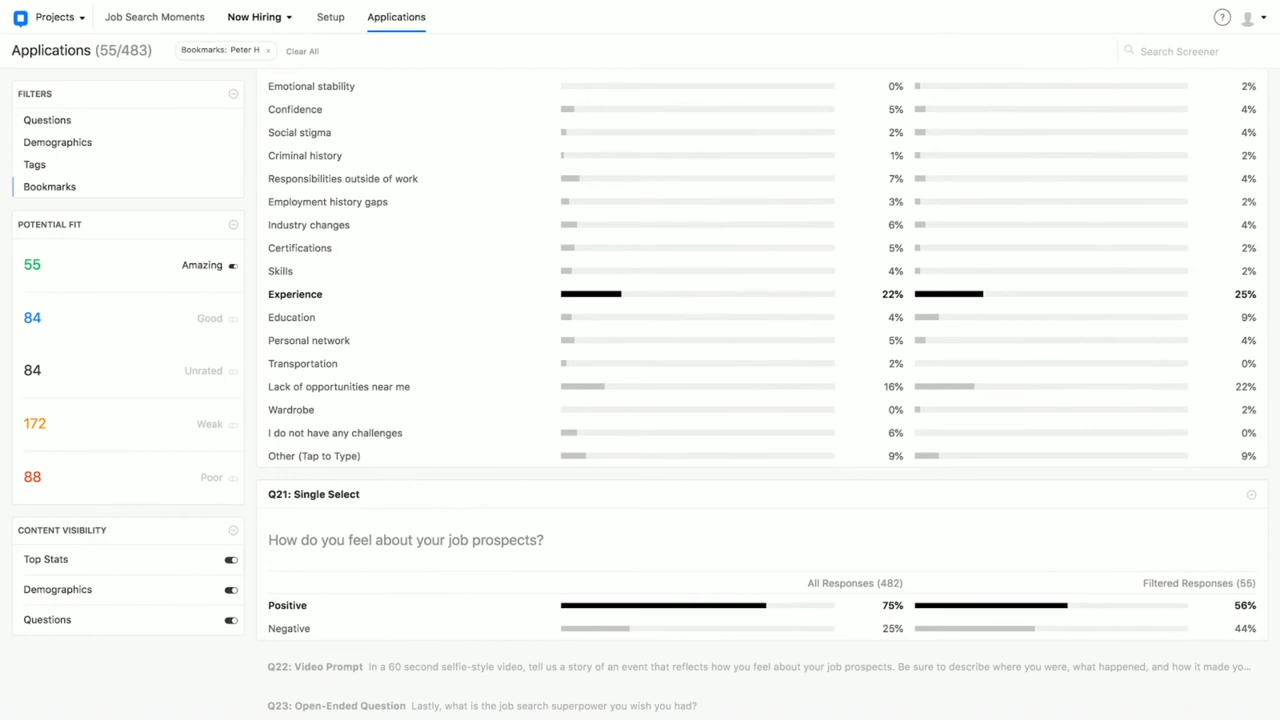 Projects Job Search Moments Now Hiring Setup Applications ?
Applications (55/483) Bookmarks: Peter H × Clear All Search Screener
FILTERS
Questions
Demographics
Tags
Bookmarks
POTENTIAL FIT
55 Amazing
84 Good
84 Unrated
172 Weak
88 Poor
CONTENT VISIBILITY
Top Stats
Demographics
Questions
Emotional stability 0% 2%
Confidence 5% 4%
Social stigma 2% 4%
Criminal history 1% 2%
Responsibilities outside of work 7% 4%
Employment history gaps 3% 2%
Industry changes 6% 4%
Certifications 5% 2%
Skills 4% 2%
Experience 22% 25%
Education 4% 9%
Personal network 5% 4%
Transportation 2% 0%
Lack of opportunities near me 16% 22%
Wardrobe 0% 2%
I do not have any challenges 6% 0%
Other (Tap to Type) 9% 9%
Q21: Single Select
How do you feel about your job prospects?
All Responses (482) Filtered Responses (55)
Positive 75% 56%
Negative 25% 44%
Q22: Video Prompt In a 60 second selfie-style video, tell us a story of an event that reflects how you feel about your job prospects. Be sure to describe where you were, what happened, and how it made yo...
Q23: Open-Ended Question Lastly, what is the job search superpower you wish you had?